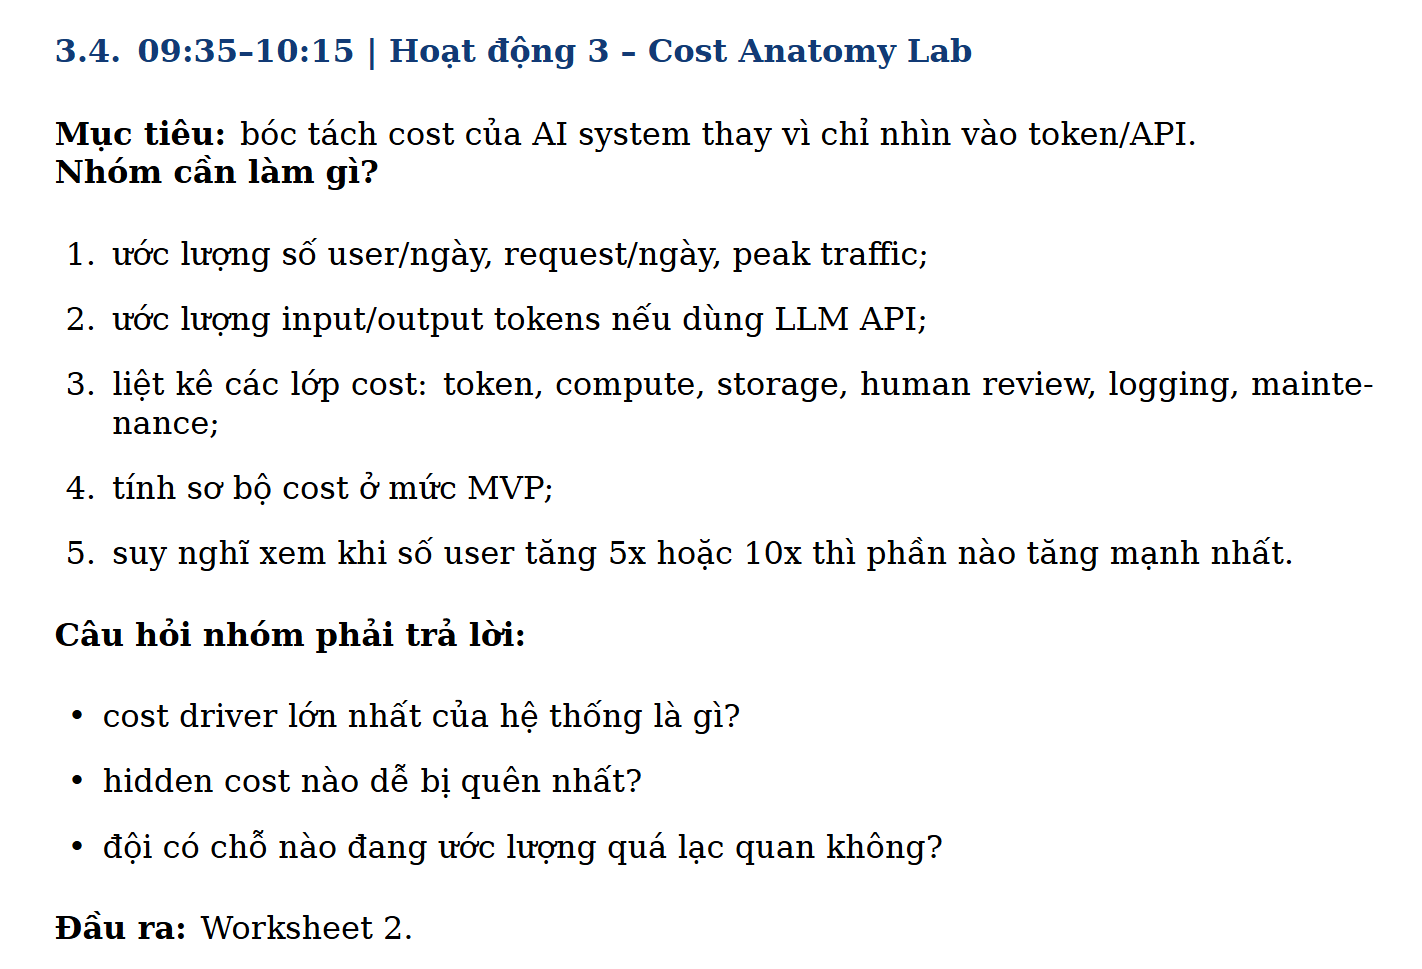 3.4. 09:35–10:15 | Hoạt động 3 – Cost Anatomy Lab
Mục tiêu: bóc tách cost của AI system thay vì chỉ nhìn vào token/API.
Nhóm cần làm gì?
1. ước lượng số user/ngày, request/ngày, peak traffic;
2. ước lượng input/output tokens nếu dùng LLM API;
3. liệt kê các lớp cost: token, compute, storage, human review, logging, mainte-
nance;
4. tính sơ bộ cost ở mức MVP;
5. suy nghĩ xem khi số user tăng 5x hoặc 10x thì phần nào tăng mạnh nhất.
Câu hỏi nhóm phải trả lời:
• cost driver lớn nhất của hệ thống là gì?
• hidden cost nào dễ bị quên nhất?
• đội có chỗ nào đang ước lượng quá lạc quan không?
Đầu ra: Worksheet 2.